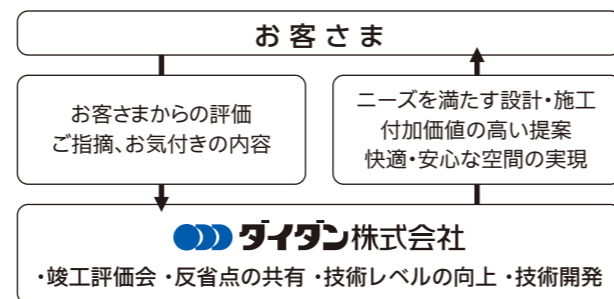 お客さま
お客さまからの評価
ご指摘、お気付きの内容
ニーズを満たす設計・施工
付加価値の高い提案
快適・安心な空間の実現
ダイダン株式会社
・竣工評価会 ・反省点の共有 ・技術レベルの向上 ・技術開発